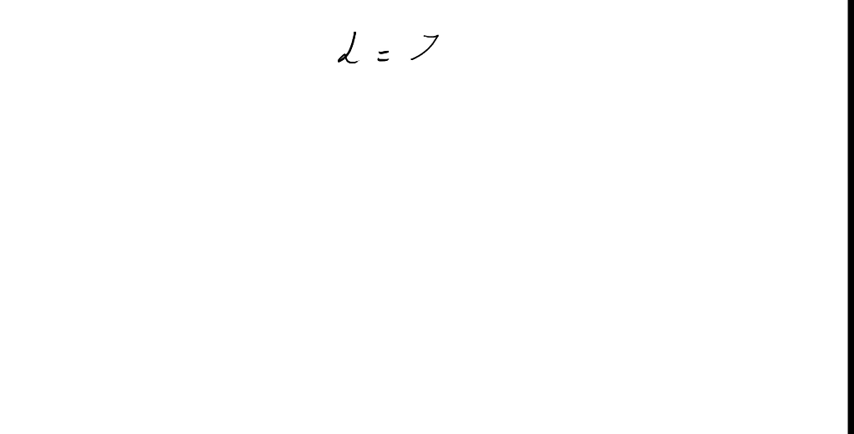 d = 7